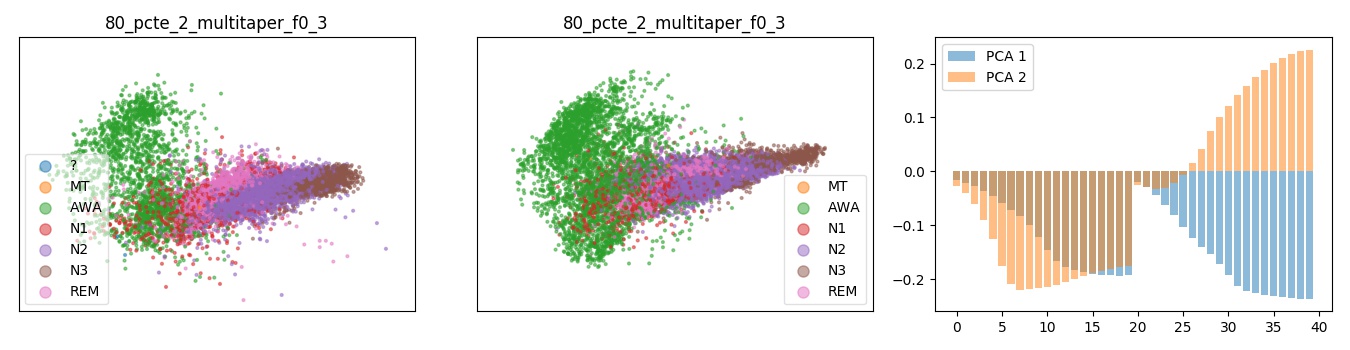 80_pcte_2_multitaper_f0_3
?
MT
AWA
N1
N2
N3
REM
80_pcte_2_multitaper_f0_3
MT
AWA
N1
N2
N3
REM
PCA 1
PCA 2
0.2
0.1
0.0
−0.1
−0.2
0 5 10 15 20 25 30 35 40